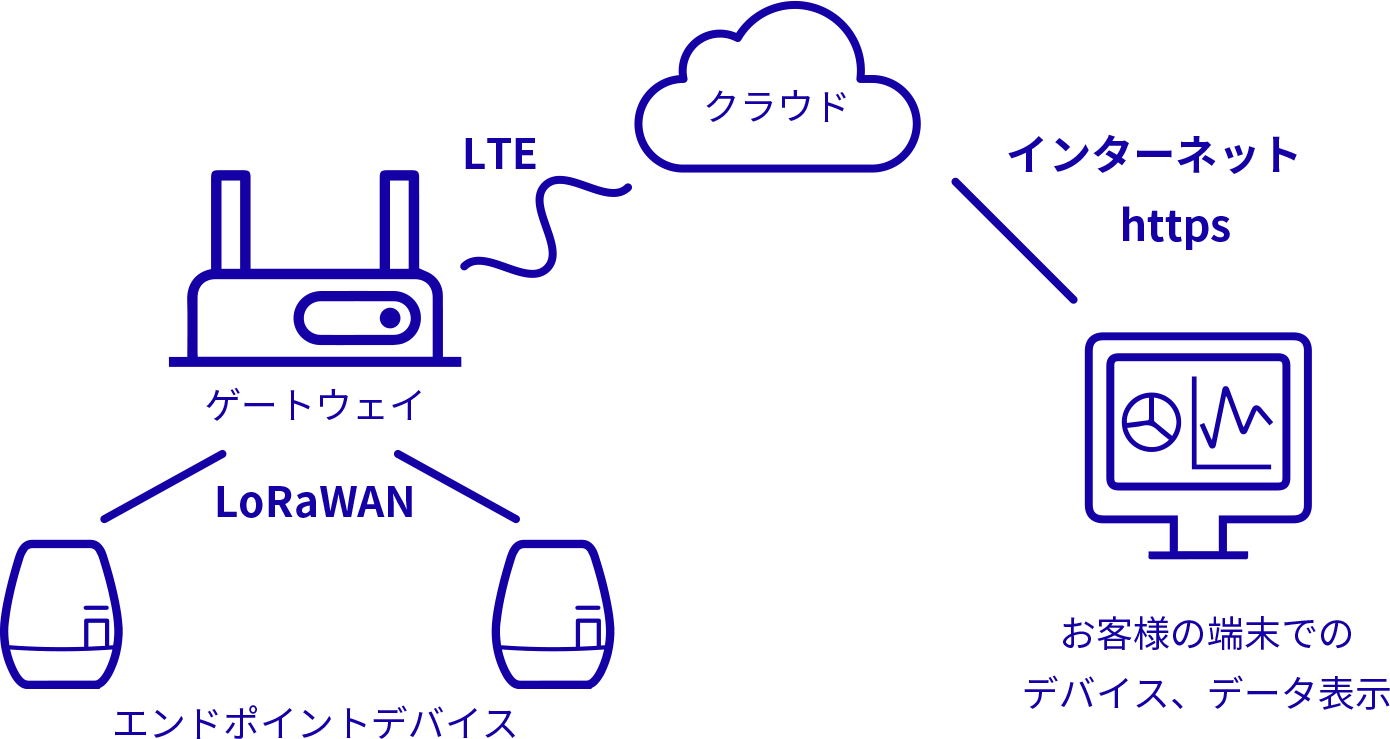 クラウド
LTE
インターネット
https
ゲートウェイ
LoRaWAN
エンドポイントデバイス
お客様の端末での
デバイス、データ表示